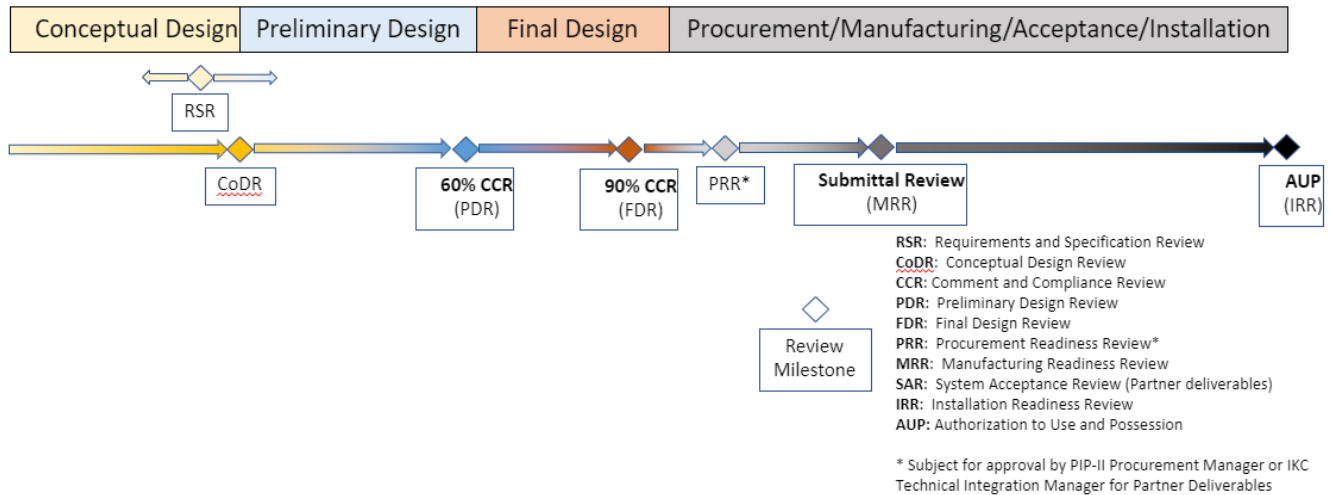 Conceptual Design
Preliminary Design
Final Design
Procurement/Manufacturing/Acceptance/Installation
RSR
CoDR
60% CCR
(PDR)
90% CCR
(FDR)
PRR*
Submittal Review
(MRR)
AUP
(IRR)
RSR: Requirements and Specification Review
CoDR: Conceptual Design Review
CCR: Comment and Compliance Review
PDR: Preliminary Design Review
FDR: Final Design Review
PRR: Procurement Readiness Review*
MRR: Manufacturing Readiness Review
SAR: System Acceptance Review (Partner deliverables)
IRR: Installation Readiness Review
AUP: Authorization to Use and Possession
Review
Milestone
* Subject for approval by PIP-II Procurement Manager or IKC
Technical Integration Manager for Partner Deliverables